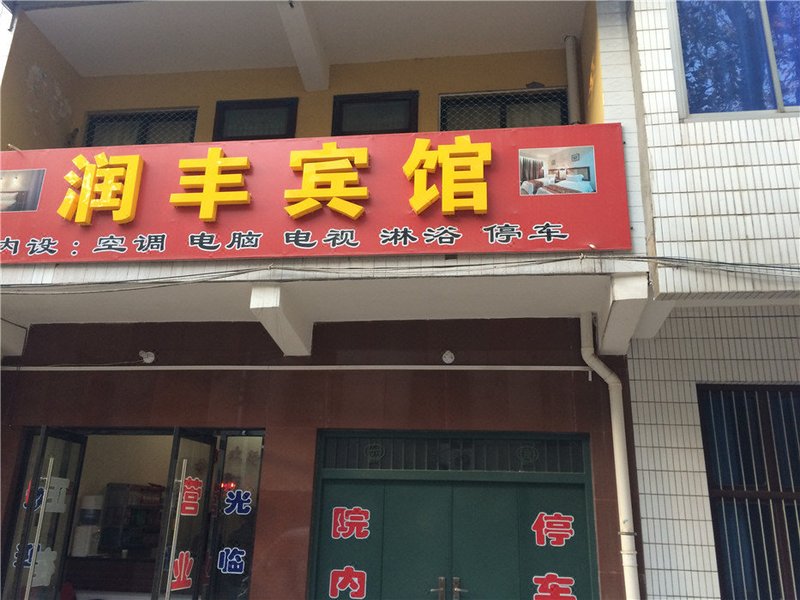 润丰宾馆
内设：空调 电脑 电视 淋浴 停车
营业
光临
院内
停车